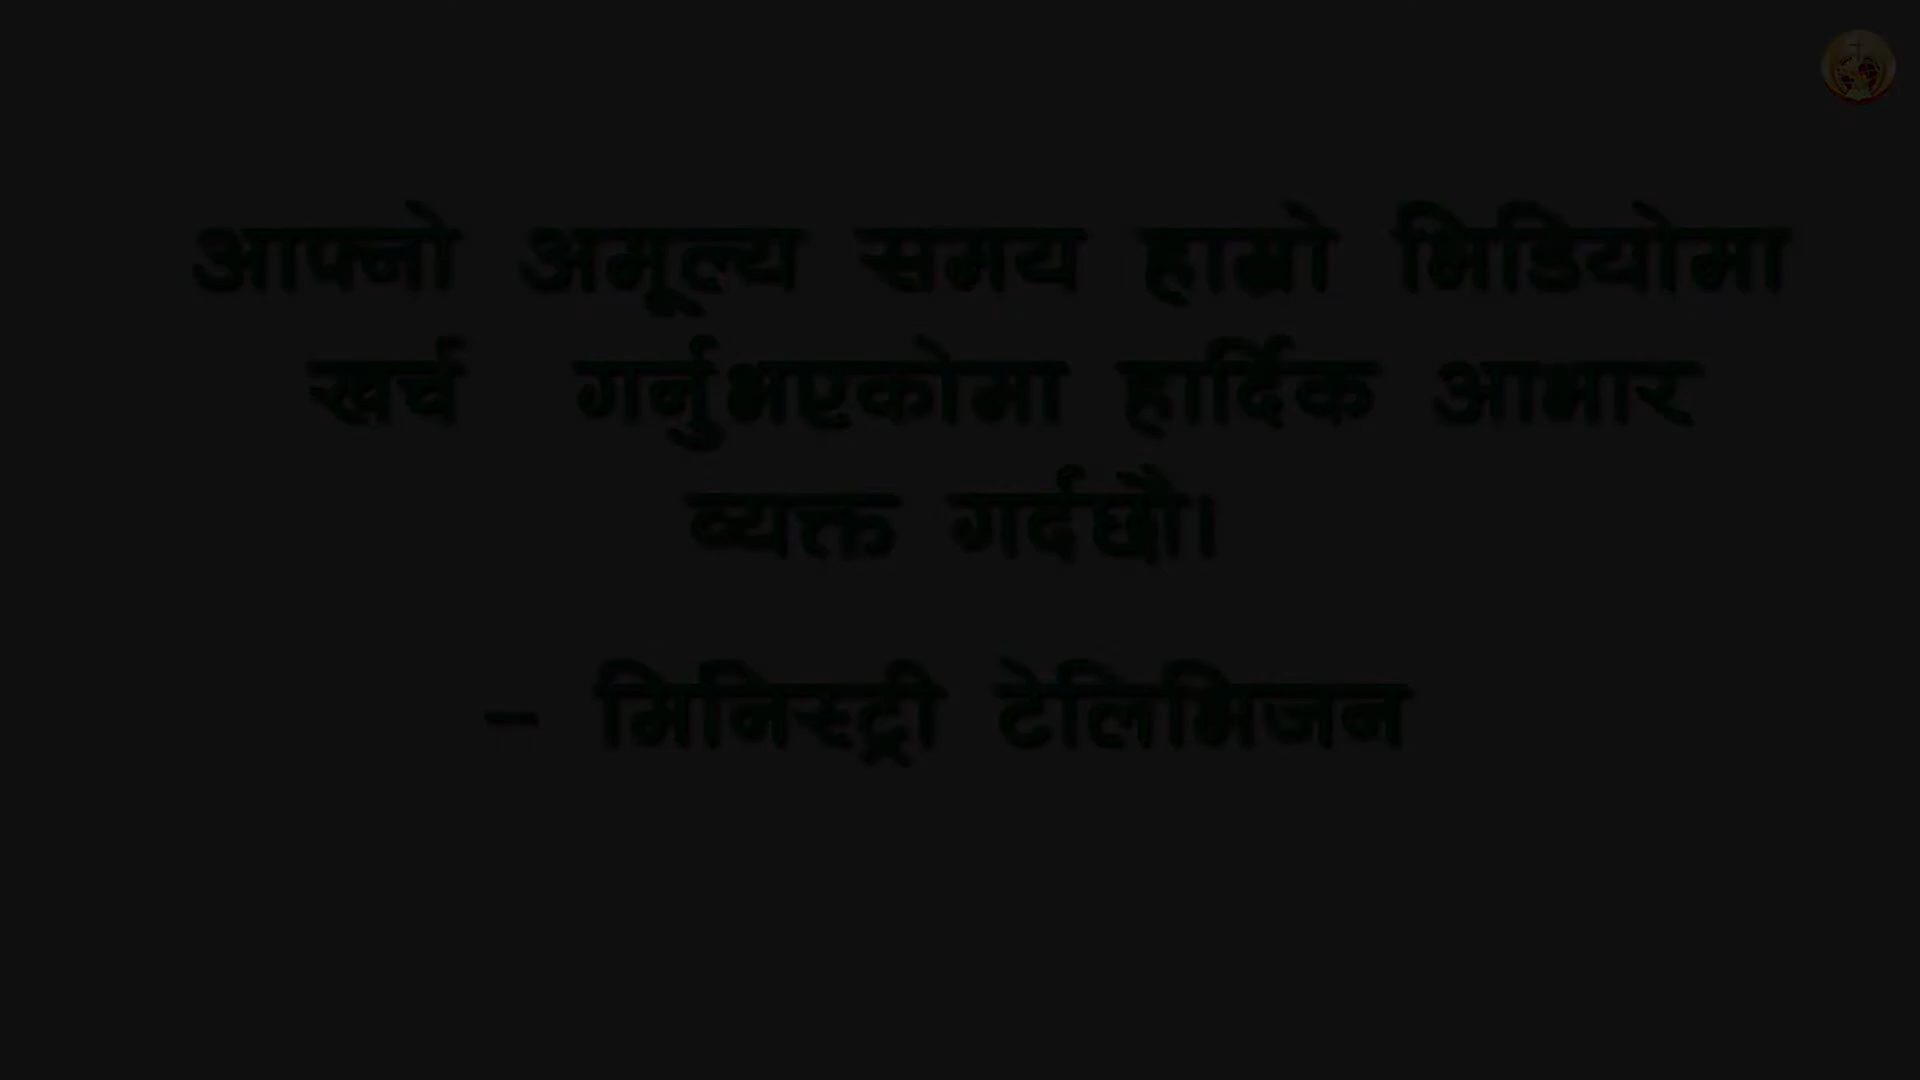 आफ्नो अमूल्य समय हाम्रो भिडियोमा
खर्च गर्नुभएकोमा हार्दिक आभार
व्यक्त गर्दछौ।
– मिनिस्ट्री टेलिभिजन